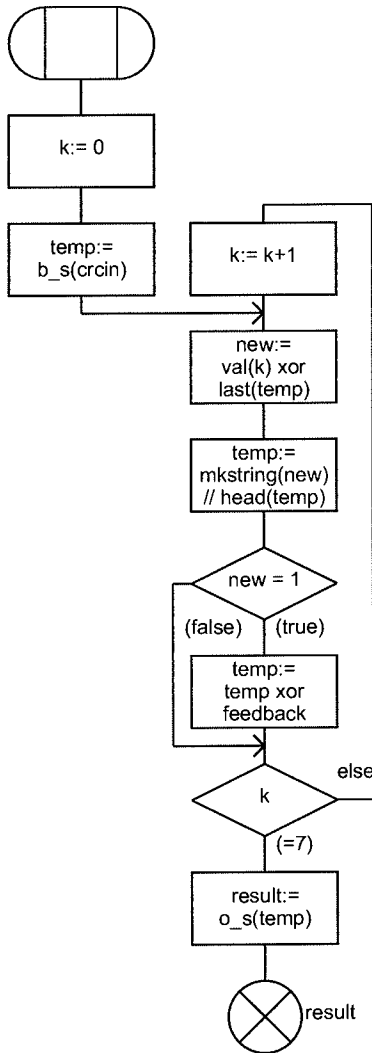 k:= 0
temp:=
b_s(crcin)
k:= k+1
new:=
val(k) xor
last(temp)
temp:=
mkstring(new)
// head(temp)
new = 1
(false)
(true)
temp:=
temp xor
feedback
else
k
(=7)
result:=
o_s(temp)
result